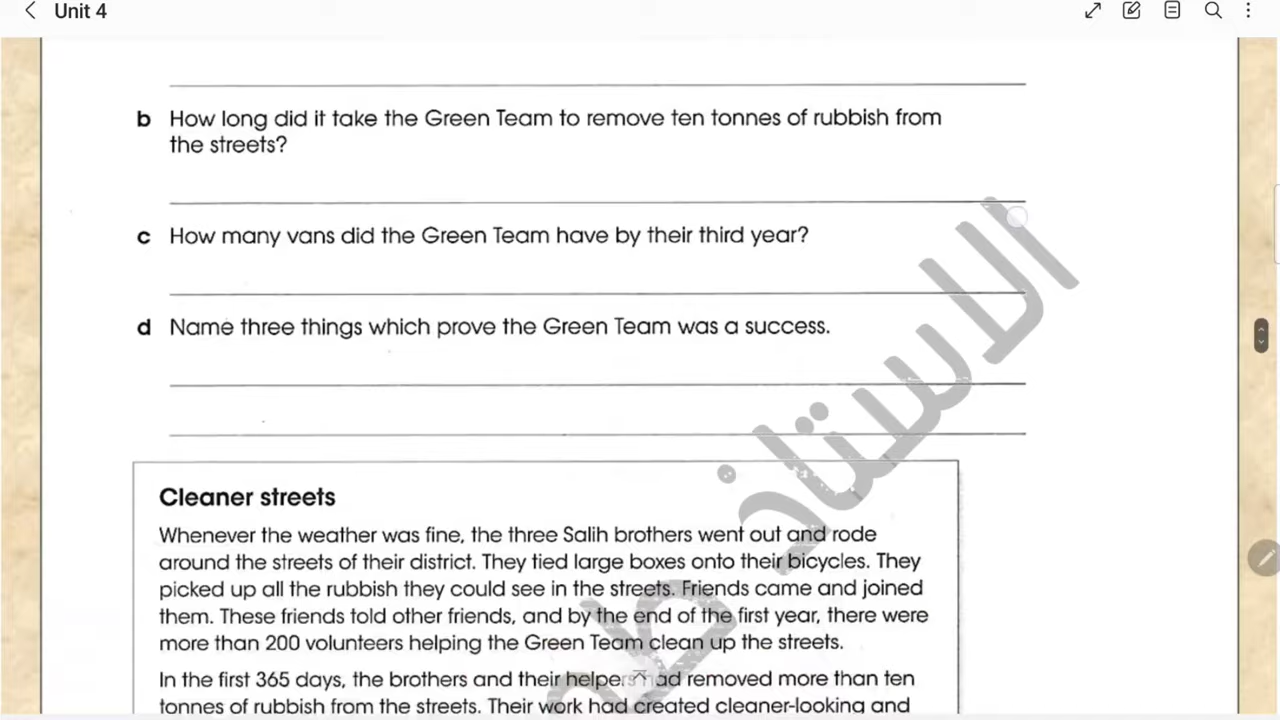 Unit 4
b How long did it take the Green Team to remove ten tonnes of rubbish from
the streets?
c How many vans did the Green Team have by their third year?
d Name three things which prove the Green Team was a success.
الاستاذ
Cleaner streets
Whenever the weather was fine, the three Salih brothers went out and rode
around the streets of their district. They tied large boxes onto their bicycles. They
picked up all the rubbish they could see in the streets. Friends came and joined
them. These friends told other friends, and by the end of the first year, there were
more than 200 volunteers helping the Green Team clean up the streets.
In the first 365 days, the brothers and their helpers had removed more than ten
tonnes of rubbish from the streets. Their work had created cleaner-looking and